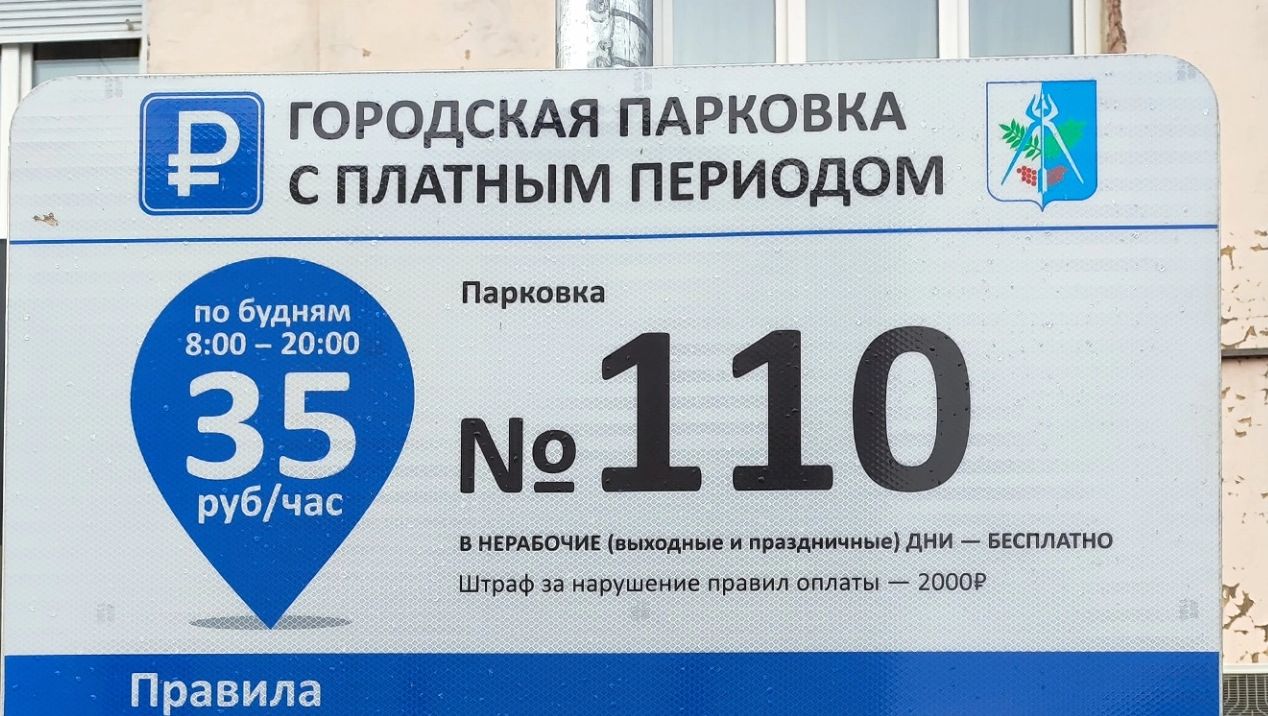 ГОРОДСКАЯ ПАРКОВКА
С ПЛАТНЫМ ПЕРИОДОМ
по будням
8:00 – 20:00
35
руб/час
Парковка
№110
В НЕРАБОЧИЕ (выходные и праздничные) ДНИ — БЕСПЛАТНО
Штраф за нарушение правил оплаты — 2000₽
Правила